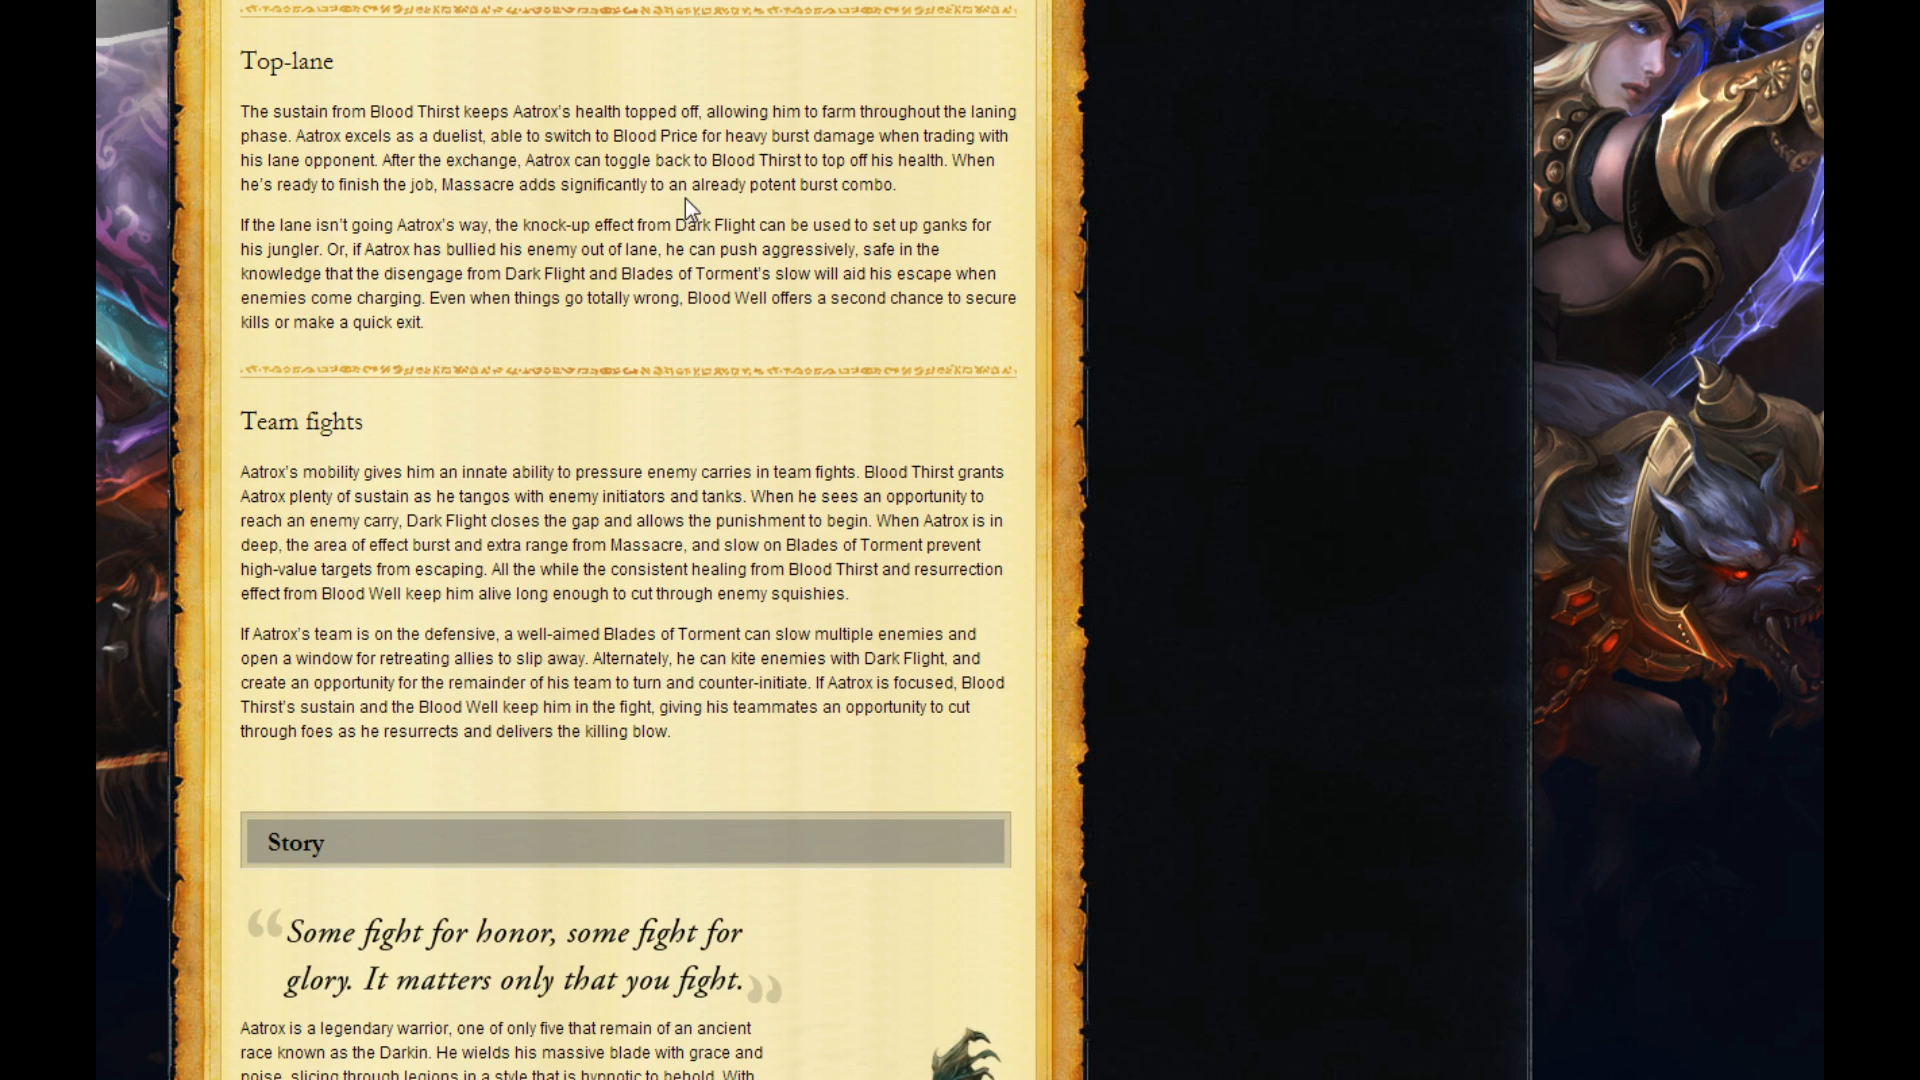 Top-lane
The sustain from Blood Thirst keeps Aatrox's health topped off, allowing him to farm throughout the laning
phase. Aatrox excels as a duelist, able to switch to Blood Price for heavy burst damage when trading with
his lane opponent. After the exchange, Aatrox can toggle back to Blood Thirst to top off his health. When
he's ready to finish the job, Massacre adds significantly to an already potent burst combo.
If the lane isn't going Aatrox's way, the knock-up effect from Dark Flight can be used to set up ganks for
his jungler. Or, if Aatrox has bullied his enemy out of lane, he can push aggressively, safe in the
knowledge that the disengage from Dark Flight and Blades of Torment's slow will aid his escape when
enemies come charging. Even when things go totally wrong, Blood Well offers a second chance to secure
kills or make a quick exit.
Team fights
Aatrox's mobility gives him an innate ability to pressure enemy carries in team fights. Blood Thirst grants
Aatrox plenty of sustain as he tangos with enemy initiators and tanks. When he sees an opportunity to
reach an enemy carry, Dark Flight closes the gap and allows the punishment to begin. When Aatrox is in
deep, the area of effect burst and extra range from Massacre, and slow on Blades of Torment prevent
high-value targets from escaping. All the while the consistent healing from Blood Thirst and resurrection
effect from Blood Well keep him alive long enough to cut through enemy squishies.
If Aatrox's team is on the defensive, a well-aimed Blades of Torment can slow multiple enemies and
open a window for retreating allies to slip away. Alternately, he can kite enemies with Dark Flight, and
create an opportunity for the remainder of his team to turn and counter-initiate. If Aatrox is focused, Blood
Thirst's sustain and the Blood Well keep him in the fight, giving his teammates an opportunity to cut
through foes as he resurrects and delivers the killing blow.
Story
“Some fight for honor, some fight for
glory. It matters only that you fight.”
Aatrox is a legendary warrior, one of only five that remain of an ancient
race known as the Darkin. He wields his massive blade with grace and
poise, slicing through legions in a style that is hypnotic to behold. With